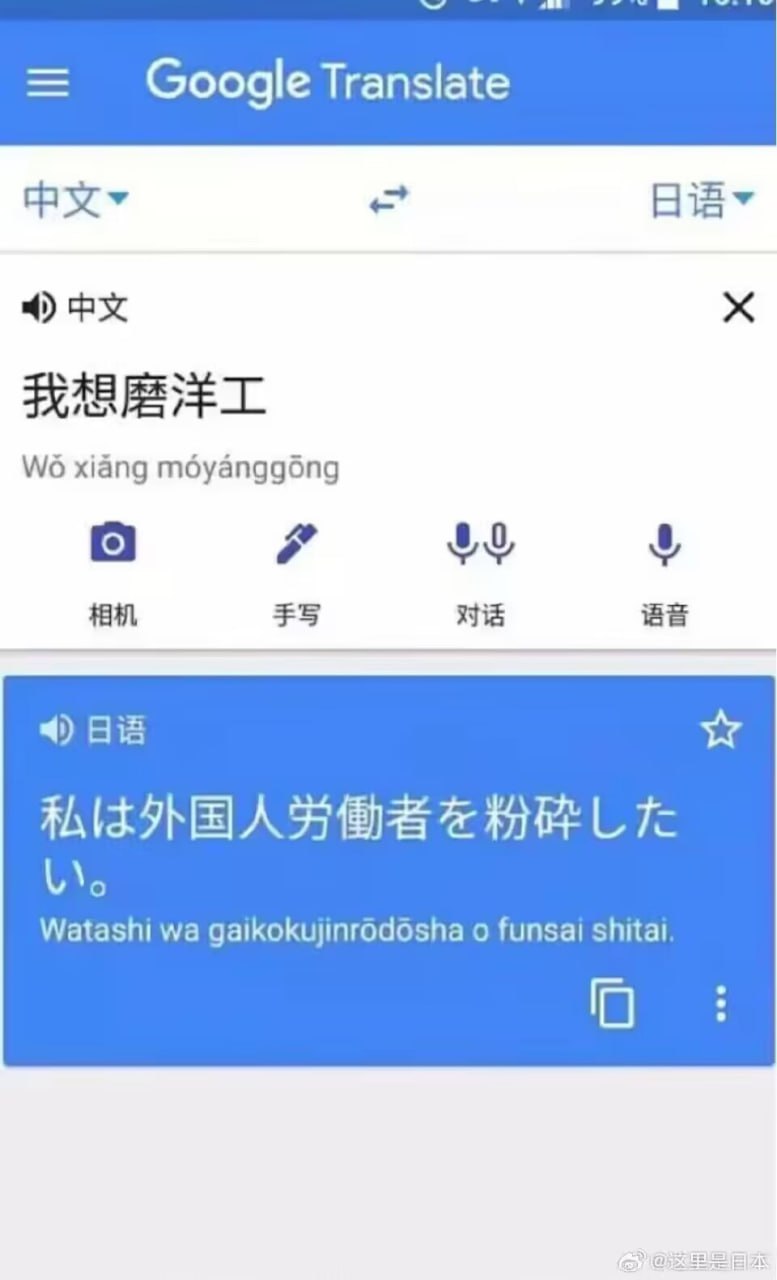 Google Translate
中文
日语
中文
我想磨洋工
Wǒ xiǎng móyánggōng
相机
手写
对话
语音
日语
私は外国人労働者を粉砕した
い。
Watashi wa gaikokujinrōdōsha o funsai shitai.
@这里是日本